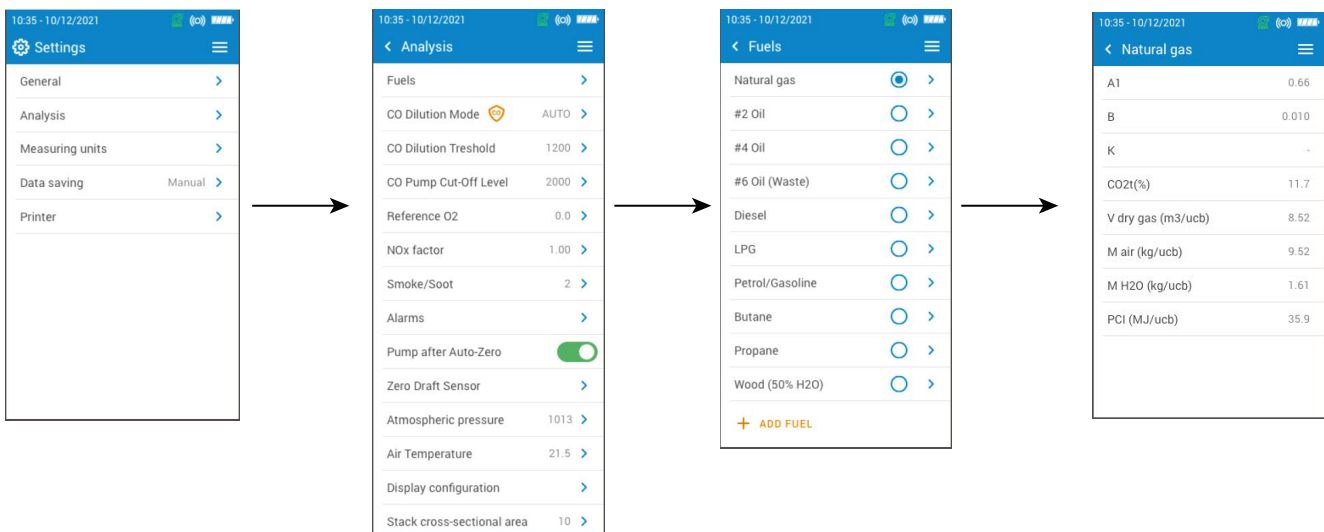 10:35 - 10/12/2021
Settings
General
Analysis
Measuring units
Data saving Manual
Printer
10:35 - 10/12/2021
Analysis
Fuels
CO Dilution Mode CO AUTO
CO Dilution Treshold 1200
CO Pump Cut-Off Level 2000
Reference O2 0.0
NOx factor 1.00
Smoke/Soot 2
Alarms
Pump after Auto-Zero
Zero Draft Sensor
Atmospheric pressure 1013
Air Temperature 21.5
Display configuration
Stack cross-sectional area 10
10:35 - 10/12/2021
Fuels
Natural gas
#2 Oil
#4 Oil
#6 Oil (Waste)
Diesel
LPG
Petrol/Gasoline
Butane
Propane
Wood (50% H2O)
+ ADD FUEL
10:35 - 10/12/2021
Natural gas
A1 0.66
B 0.010
K -
CO2t(%) 11.7
V dry gas (m3/ucb) 8.52
M air (kg/ucb) 9.52
M H2O (kg/ucb) 1.61
PCI (MJ/ucb) 35.9